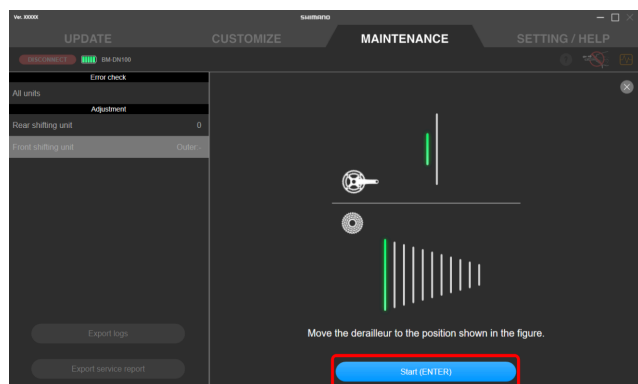 Ver. XXXXX
SHIMANO
UPDATE
CUSTOMIZE
MAINTENANCE
SETTING / HELP
DISCONNECT
BM-DN100
Error check
All units
Adjustment
Rear shifting unit 0
Front shifting unit Outer -
Move the derailleur to the position shown in the figure.
Export logs
Start (ENTER)
Export service report